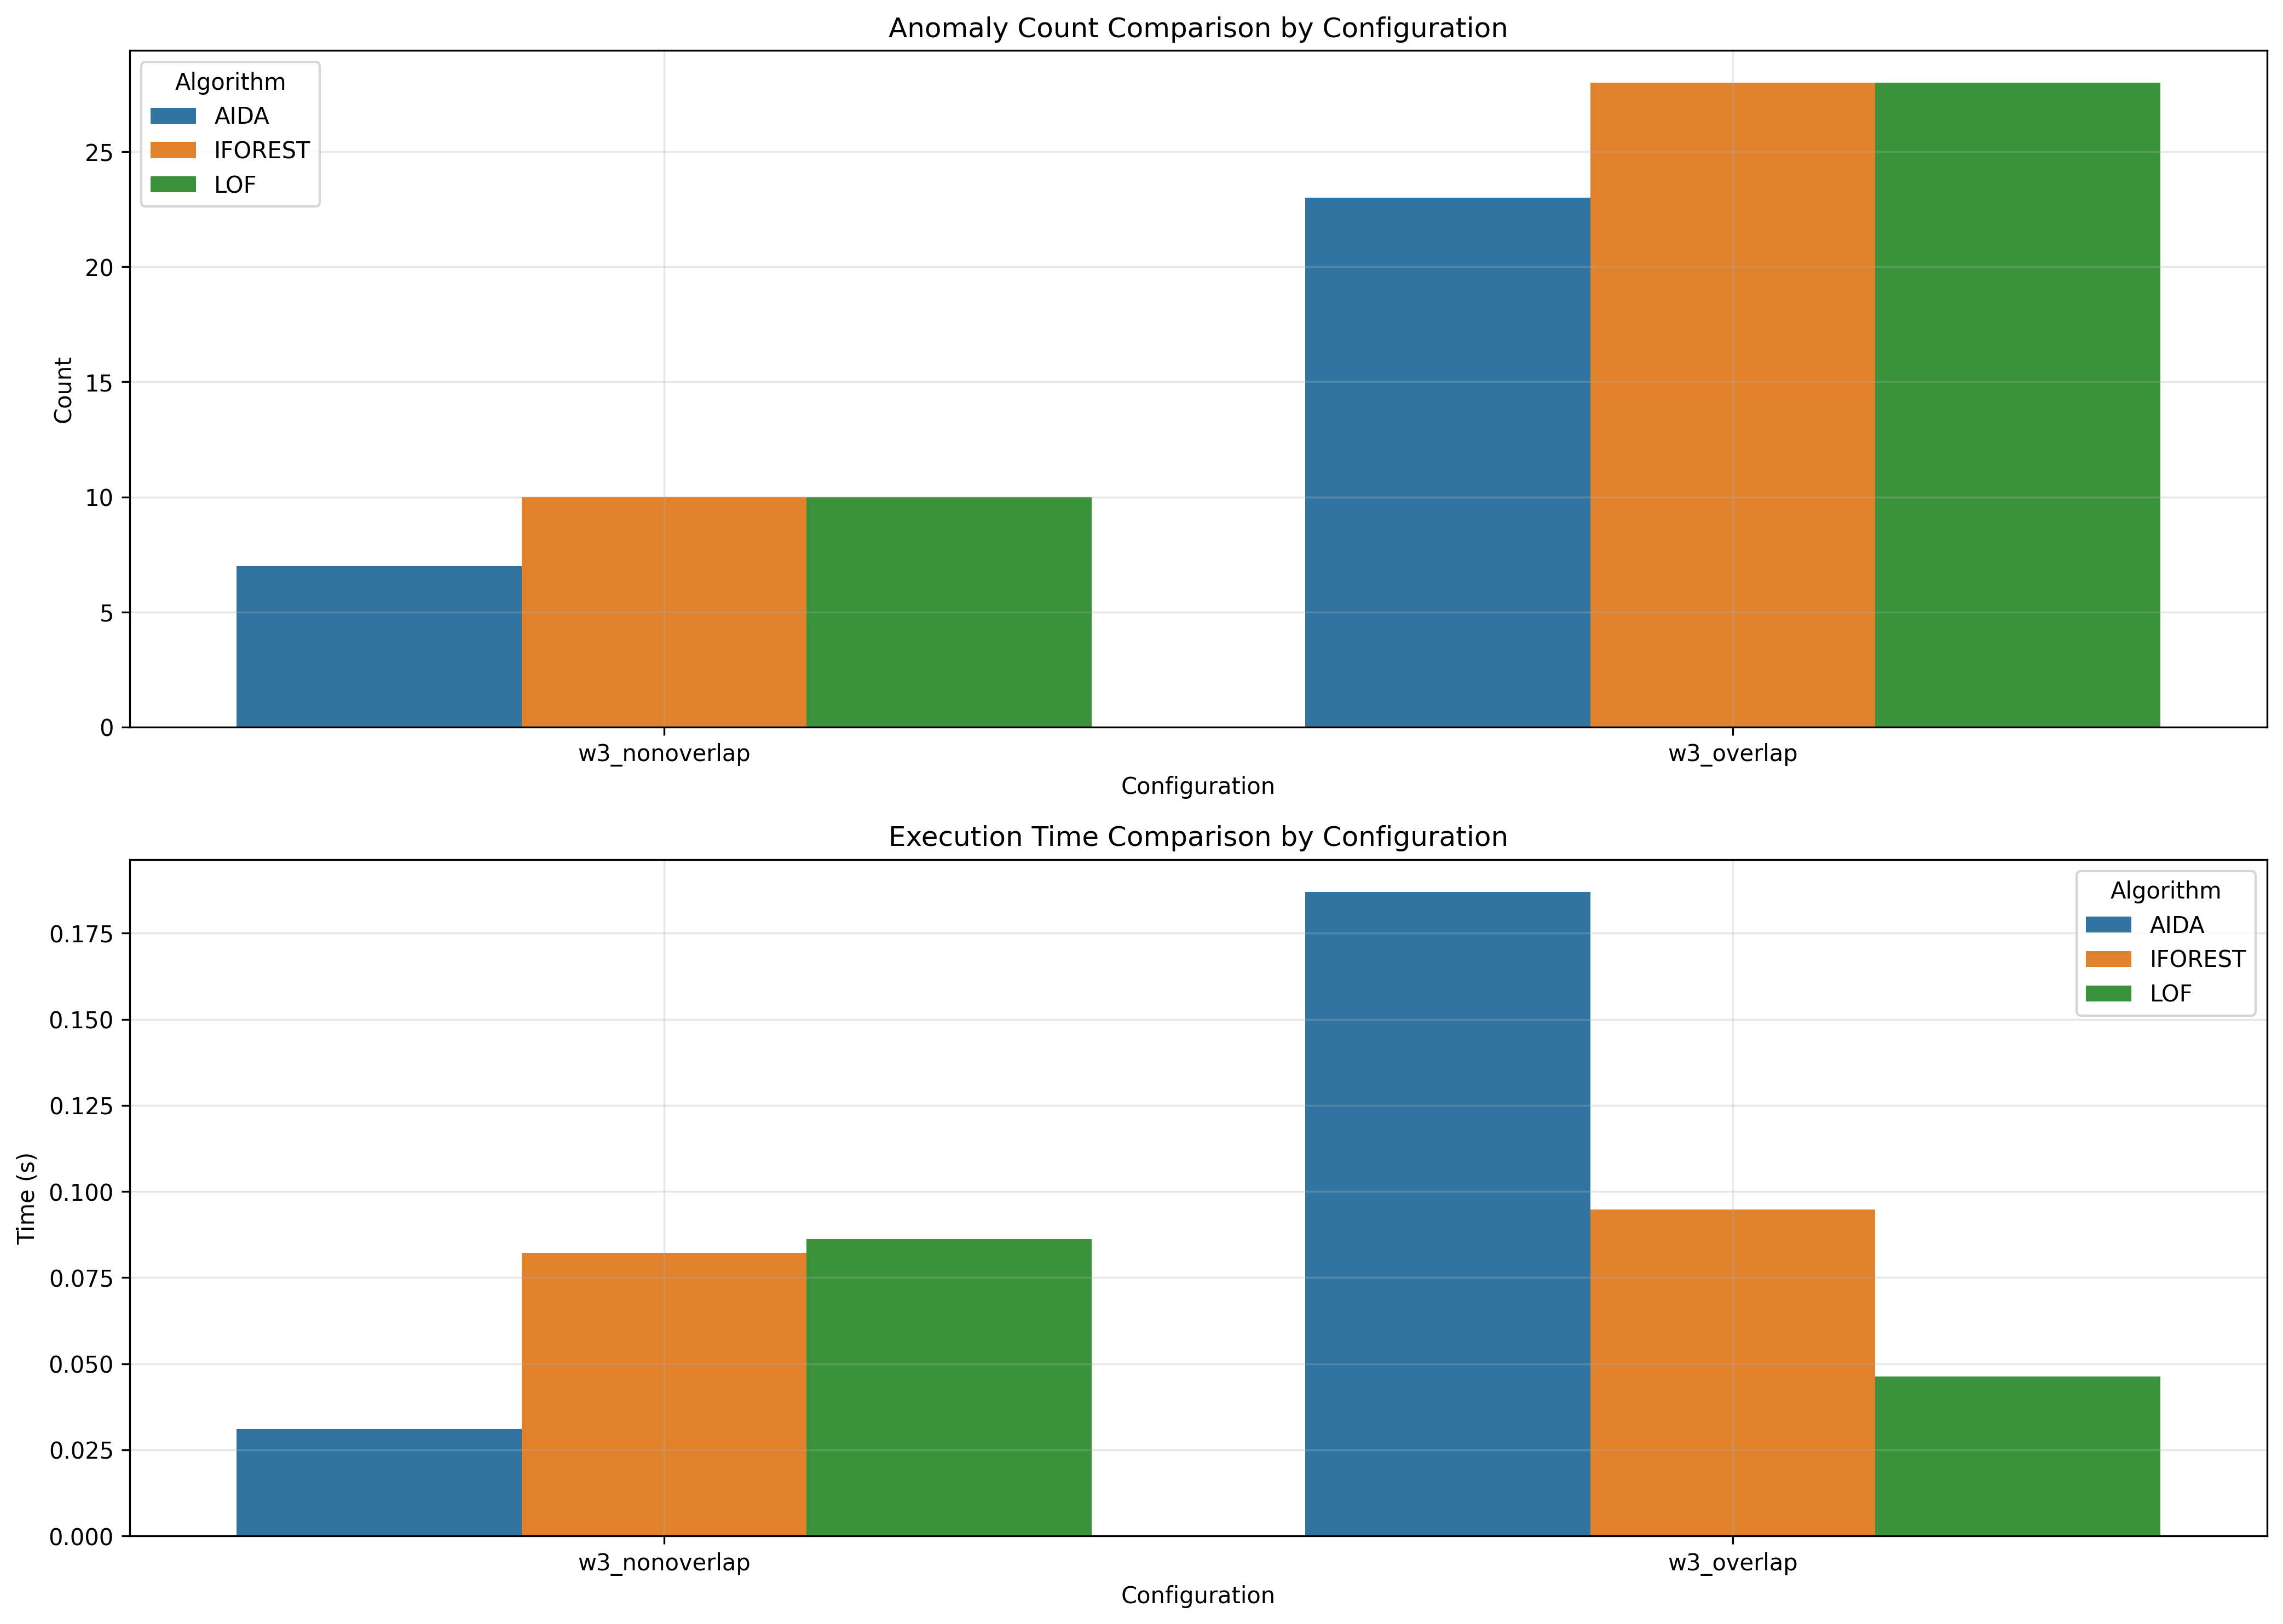 Anomaly Count Comparison by Configuration
Algorithm
AIDA
IFOREST
LOF
Count
25
20
15
10
5
0
w3_nonoverlap
w3_overlap
Configuration
Execution Time Comparison by Configuration
Algorithm
AIDA
IFOREST
LOF
Time (s)
0.175
0.150
0.125
0.100
0.075
0.050
0.025
0.000
w3_nonoverlap
w3_overlap
Configuration